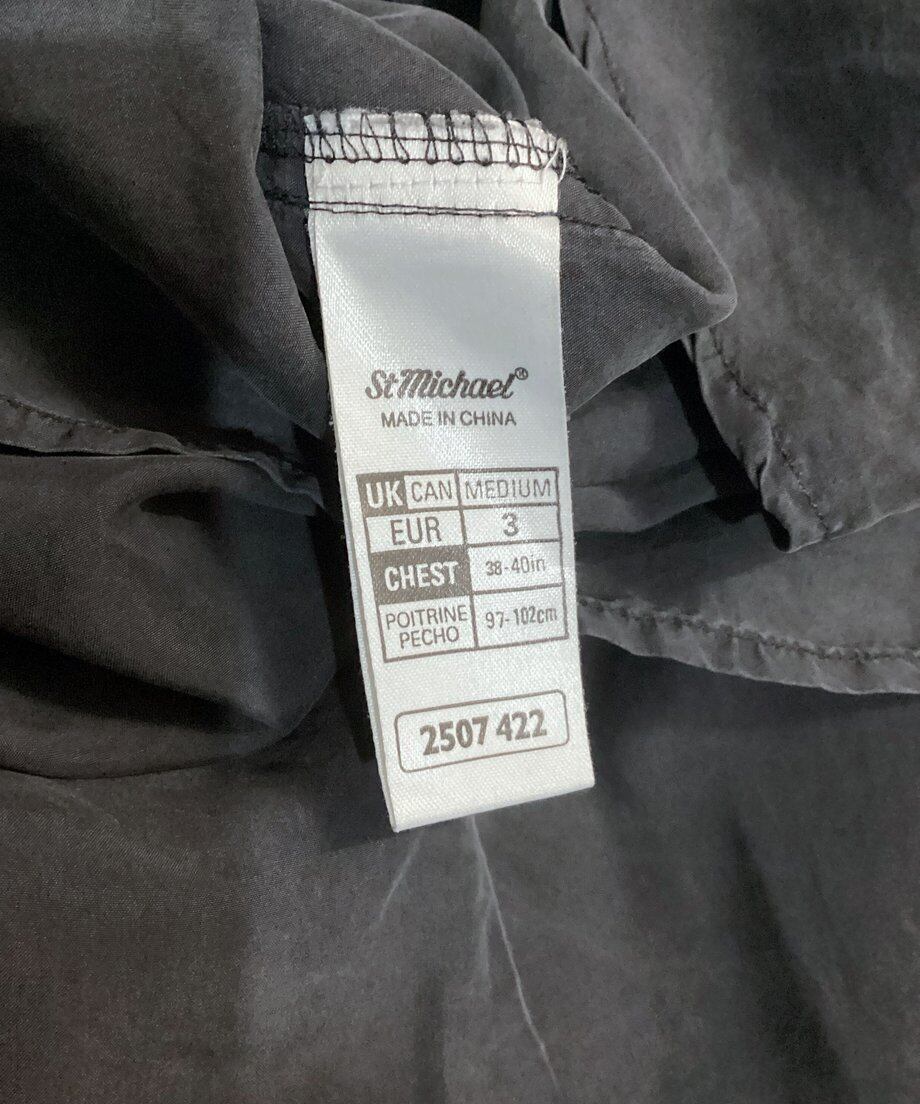 St Michael®
MADE IN CHINA
UK CAN MEDIUM
EUR 3
CHEST 38-40in
POITRINE
PECHO 97-102cm
2507 422